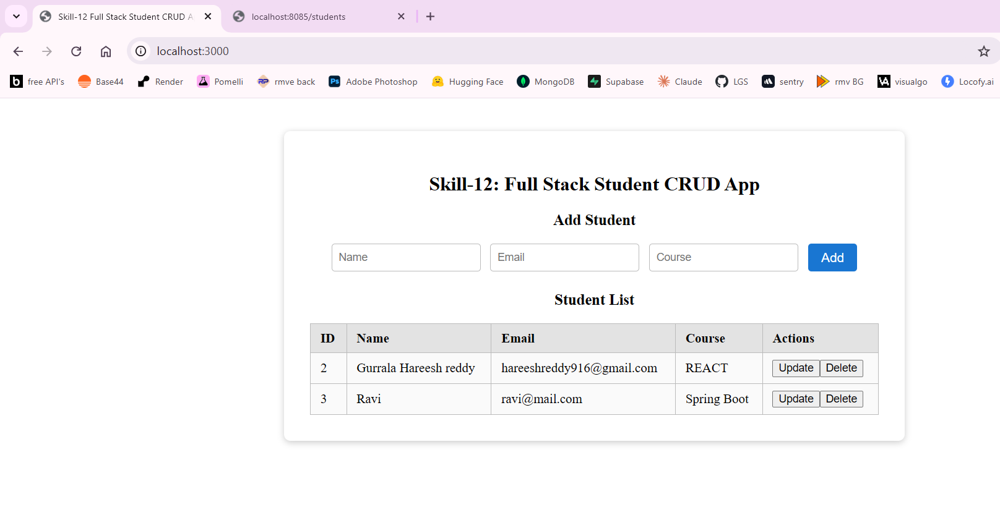 Skill-12 Full Stack Student CRUD A
localhost:8085/students
localhost:3000
free API's Base44 Render Pomelli rmve back Adobe Photoshop Hugging Face MongoDB Supabase Claude LGS sentry rmv BG visualgo Locofy.ai
Skill-12: Full Stack Student CRUD App
Add Student
Name Email Course Add
Student List
ID Name Email Course Actions
2 Gurrala Hareesh reddy hareeshreddy916@gmail.com REACT Update Delete
3 Ravi ravi@mail.com Spring Boot Update Delete